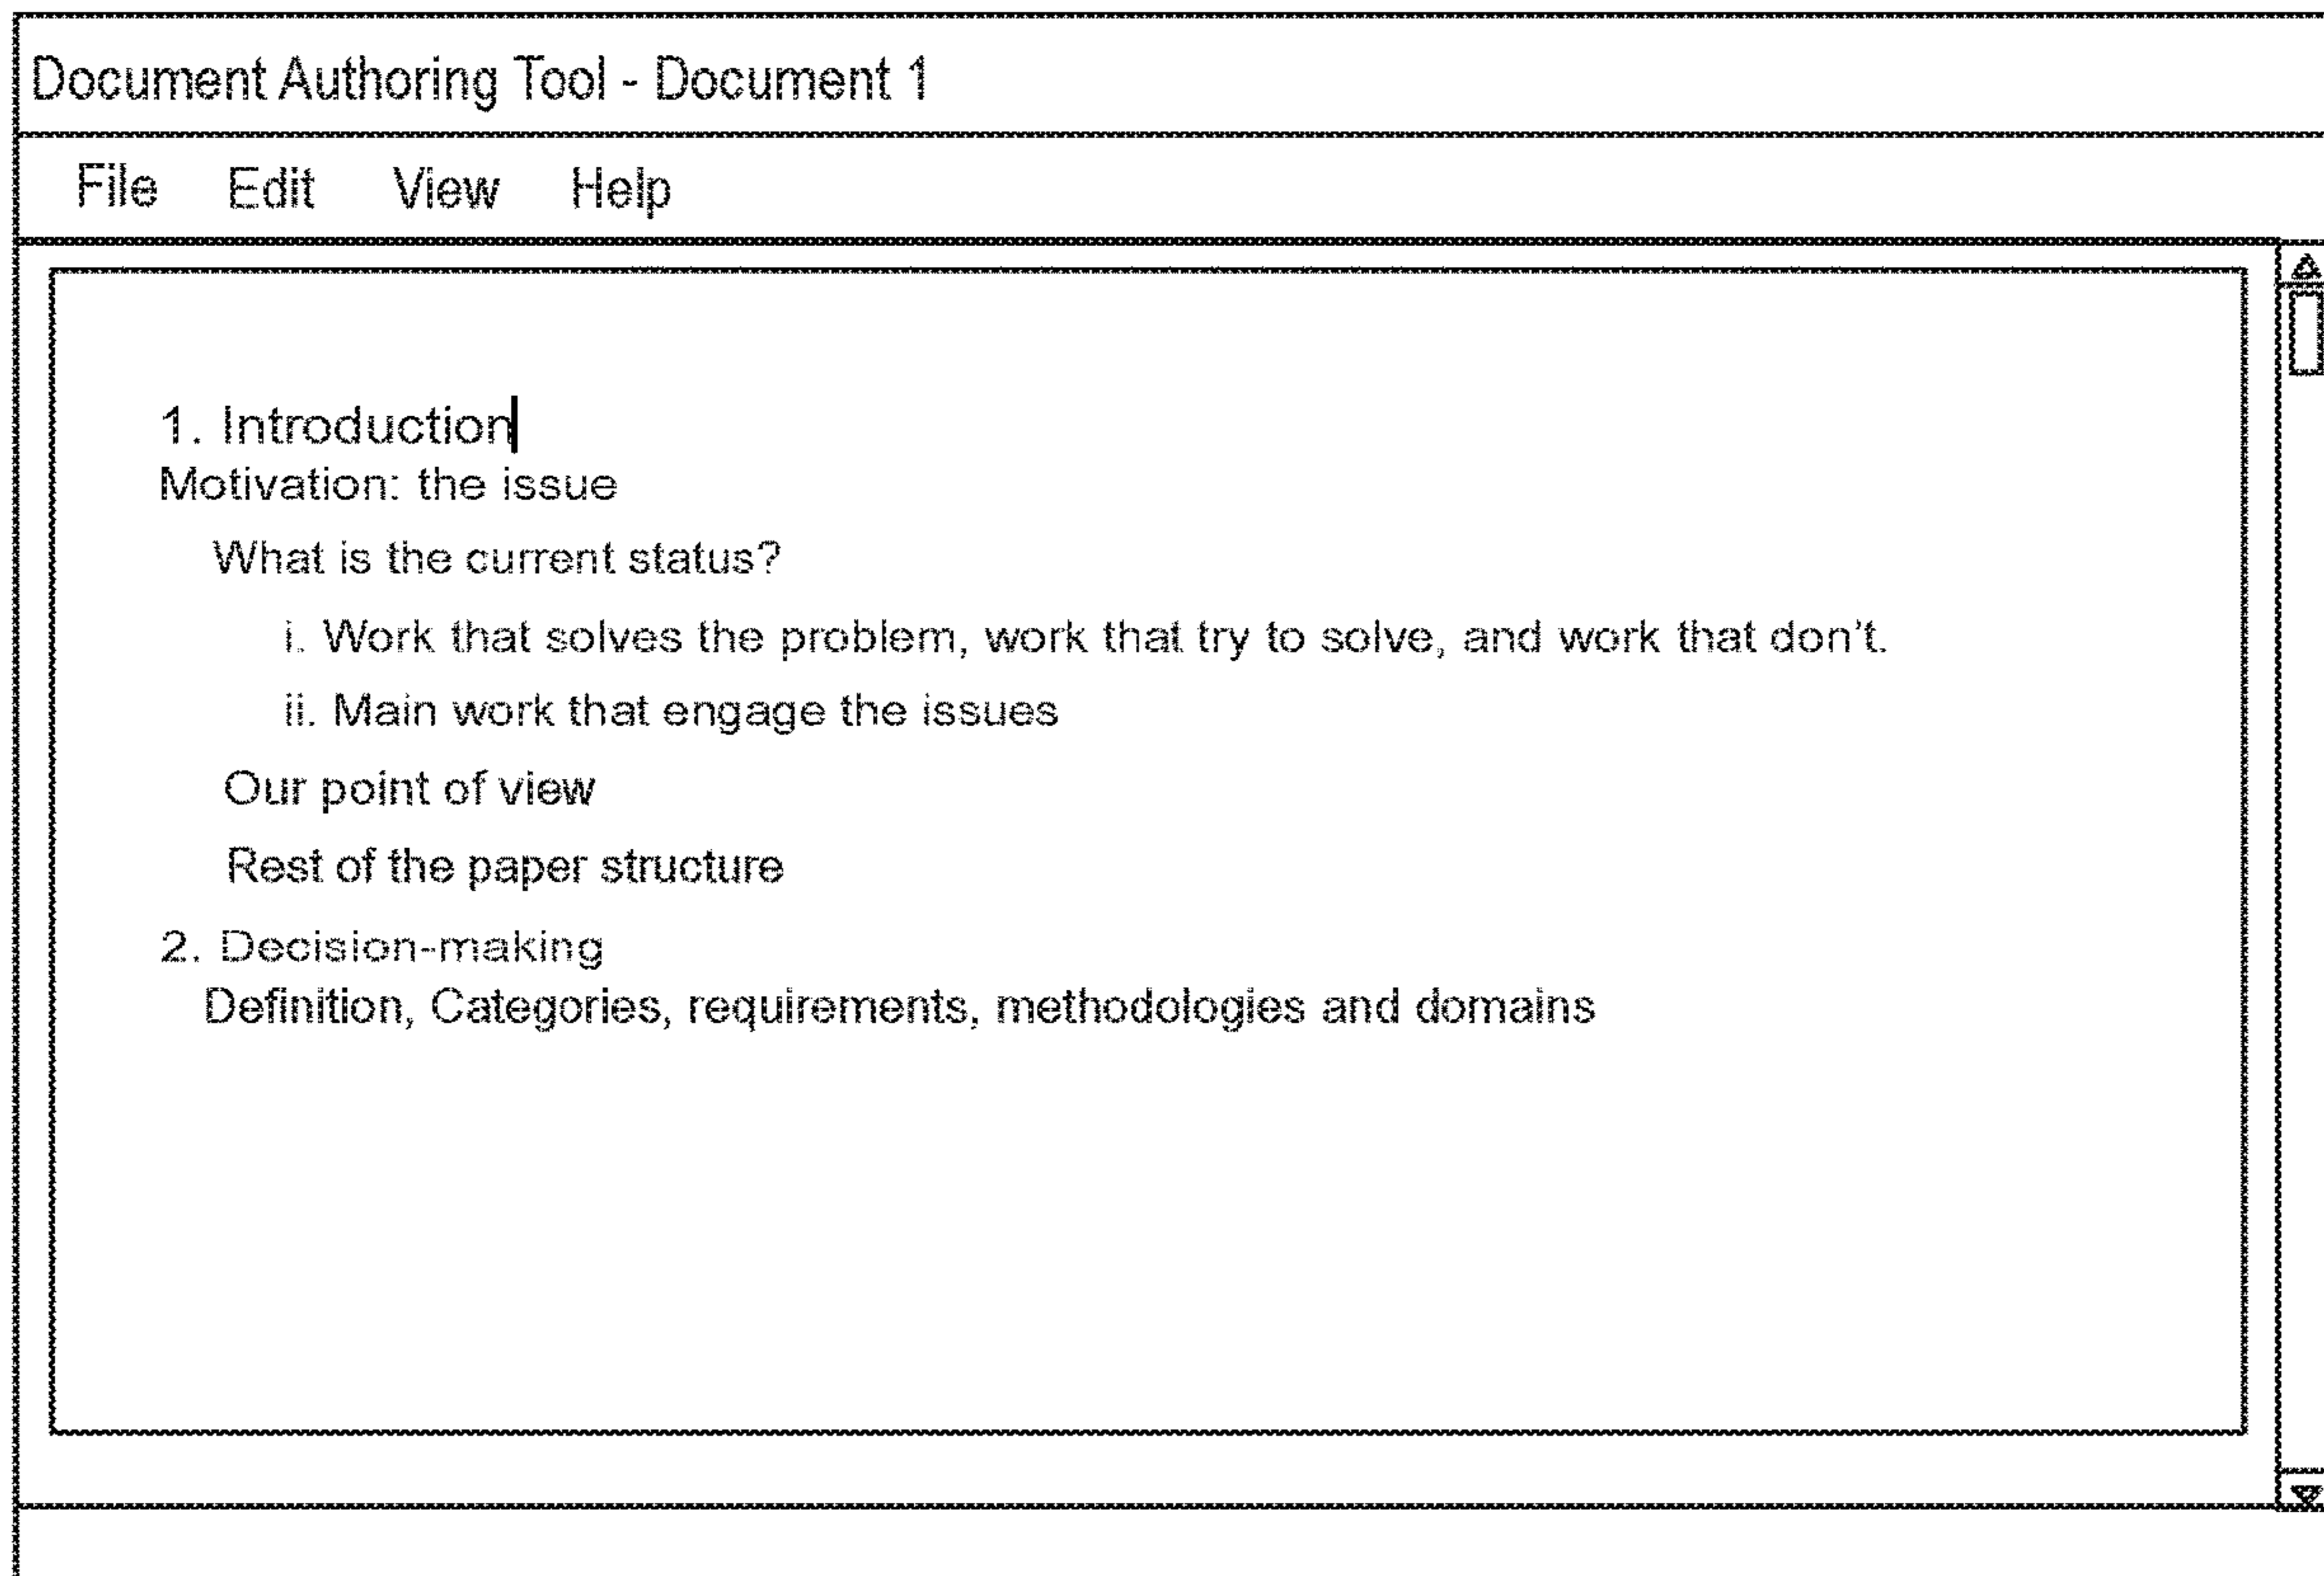 Document Authoring Tool - Document 1
File Edit View Help
1. Introduction
Motivation: the issue
What is the current status?
i. Work that solves the problem, work that try to solve, and work that don't.
ii. Main work that engage the issues
Our point of view
Rest of the paper structure
2. Decision-making
Definition, Categories, requirements, methodologies and domains